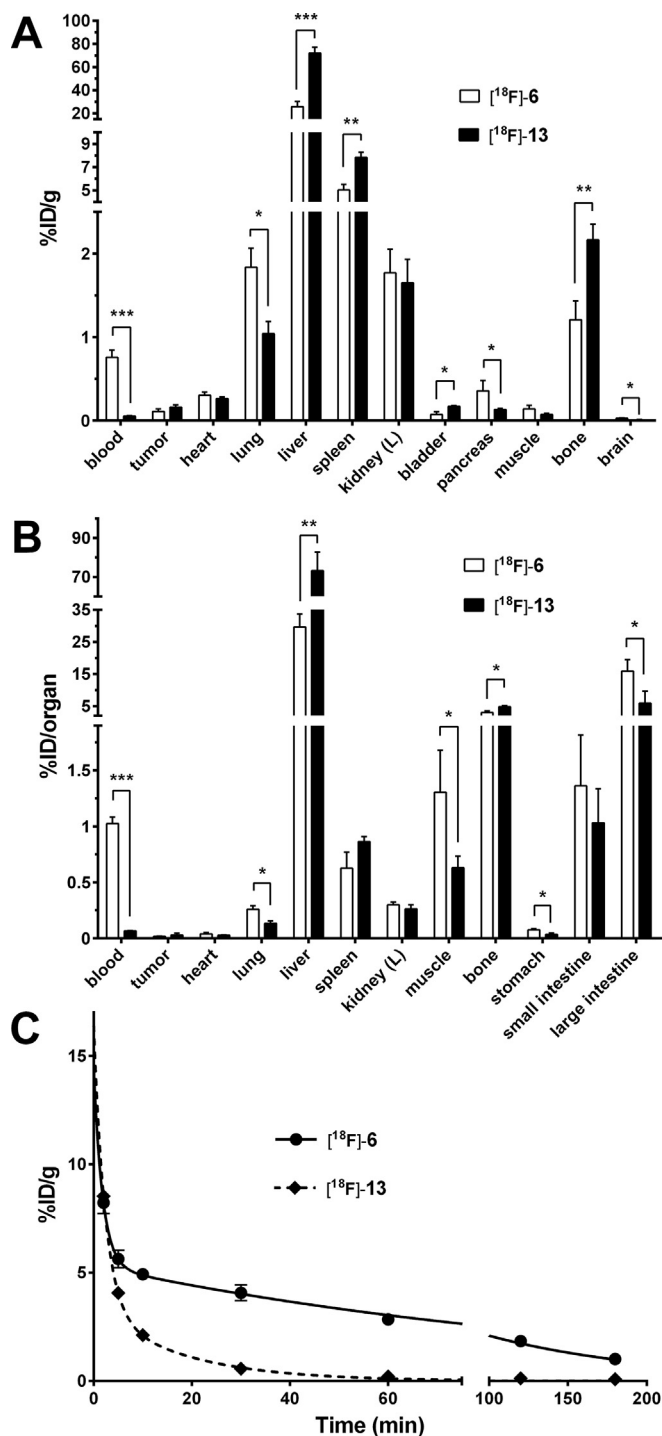 A
%ID/g
100
80
60
40
20
9
7
5
2
1
0
***
*
***
**
*
*
**
*
[¹⁸F]-6
[¹⁸F]-13
blood
tumor
heart
lung
liver
spleen
kidney (L)
bladder
pancreas
muscle
bone
brain
B
%ID/organ
90
70
35
25
15
5
1.5
1
0.5
0
***
*
**
*
*
*
*
[¹⁸F]-6
[¹⁸F]-13
blood
tumor
heart
lung
liver
spleen
kidney (L)
muscle
bone
stomach
small intestine
large intestine
C
%ID/g
15
10
5
0
[¹⁸F]-6
[¹⁸F]-13
0
20
40
60
100
150
200
Time (min)